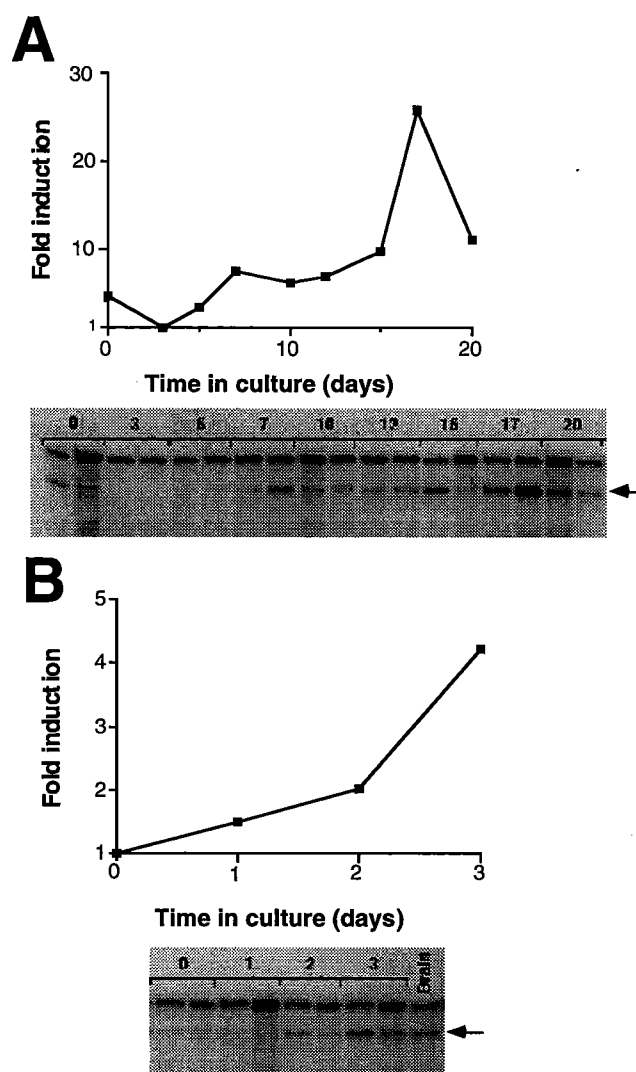 A
30
20
10
1
Fold induction
0 10 20
Time in culture (days)
0 3 5 7 10 12 15 17 20
B
5
4
3
2
1
Fold induction
0 1 2 3
Time in culture (days)
0 1 2 3 Brain